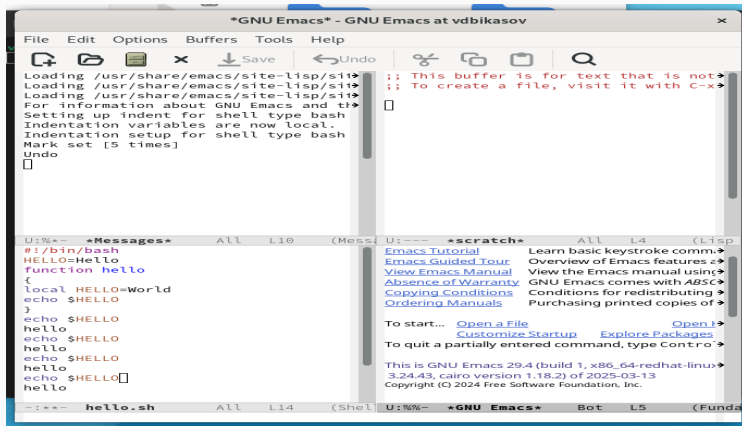 *GNU Emacs* - GNU Emacs at vdbikasov
File Edit Options Buffers Tools Help
Save Undo
Loading /usr/share/emacs/site-lisp/sit
Loading /usr/share/emacs/site-lisp/sit
Loading /usr/share/emacs/site-lisp/sit
For information about GNU Emacs and th
Setting up indent for shell type bash
Indentation variables are now local.
Indentation setup for shell type bash
Mark set [5 times]
Undo
U:%*- *Messages* All L10 (Mess
;; This buffer is for text that is not
;; To create a file, visit it with C-x
U:--- *scratch* All L4 (Lisp
#!/bin/bash
HELLO=Hello
function hello
{
local HELLO=World
echo $HELLO
}
echo $HELLO
hello
echo $HELLO
hello
echo $HELLO
hello
echo $HELLO
hello
-:**- hello.sh All L14 (Shel
Emacs Tutorial Learn basic keystroke comm
Emacs Guided Tour Overview of Emacs features a
View Emacs Manual View the Emacs manual using
Absence of Warranty GNU Emacs comes with ABSO
Copying Conditions Conditions for redistributing
Ordering Manuals Purchasing printed copies of
To start... Open a File Open H
Customize Startup Explore Packages
To quit a partially entered command, type Contro
This is GNU Emacs 29.4 (build 1, x86_64-redhat-linux
3.24.43, cairo version 1.18.2) of 2025-03-13
Copyright (C) 2024 Free Software Foundation, Inc.
U:%%- *GNU Emacs* Bot L5 (Funda